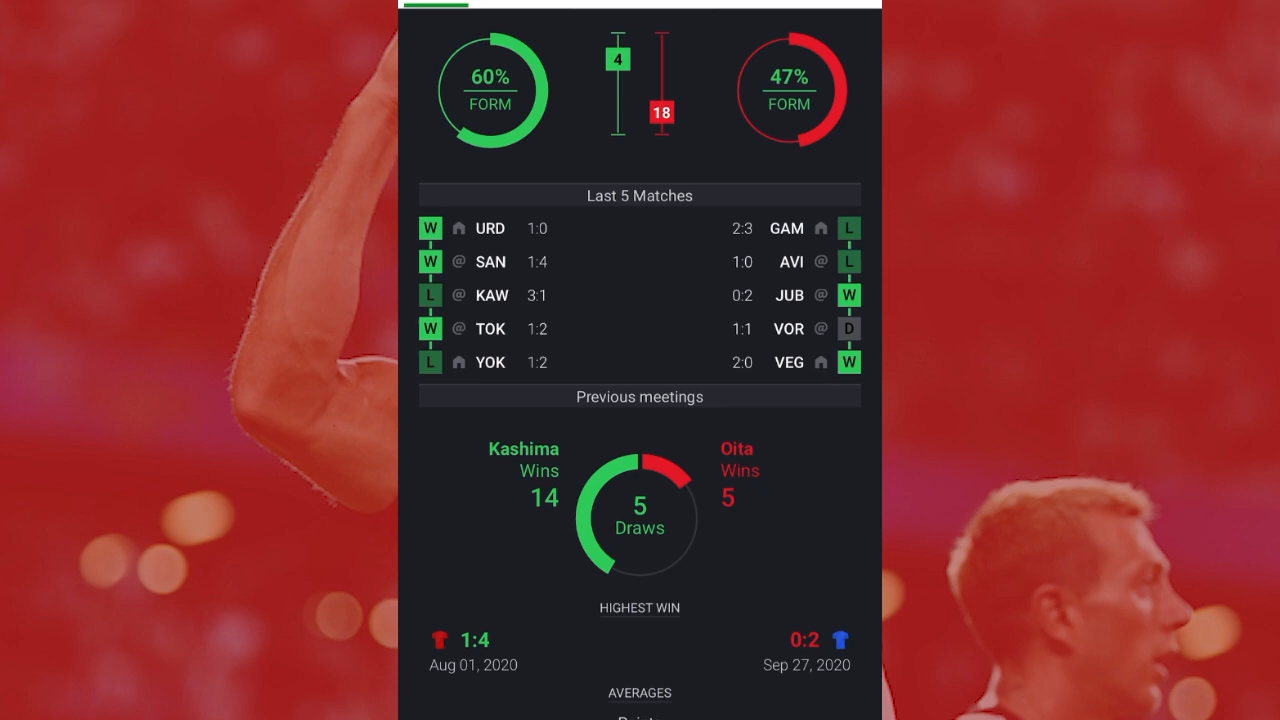 60% 4 47%
FORM 18 FORM
Last 5 Matches
W URD 1:0 2:3 GAM L
W @ SAN 1:4 1:0 AVI @ L
L @ KAW 3:1 0:2 JUB @ W
W @ TOK 1:2 1:1 VOR @ D
L YOK 1:2 2:0 VEG W
Previous meetings
Kashima Oita
Wins Wins
14 5 5
Draws
HIGHEST WIN
1:4 0:2
Aug 01, 2020 Sep 27, 2020
AVERAGES